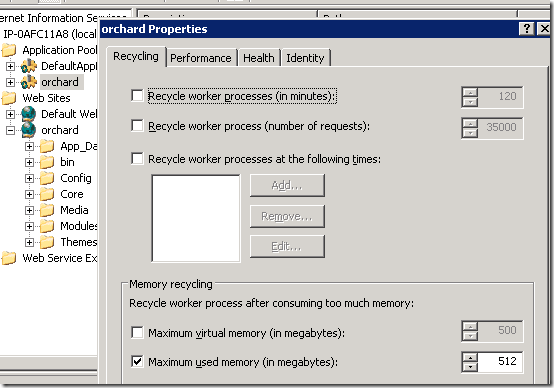 ernet Information Services
IP-0AFC11A8 (local
Application Pool
DefaultAppl
orchard
Web Sites
Default Wel
orchard
App_Da
bin
Config
Core
Media
Modules
Themes
Web Service Ex
orchard Properties
Recycling Performance Health Identity
Recycle worker processes (in minutes): 120
Recycle worker process (number of requests): 35000
Recycle worker processes at the following times:
Add...
Remove...
Edit...
Memory recycling
Recycle worker process after consuming too much memory:
Maximum virtual memory (in megabytes): 500
Maximum used memory (in megabytes): 512